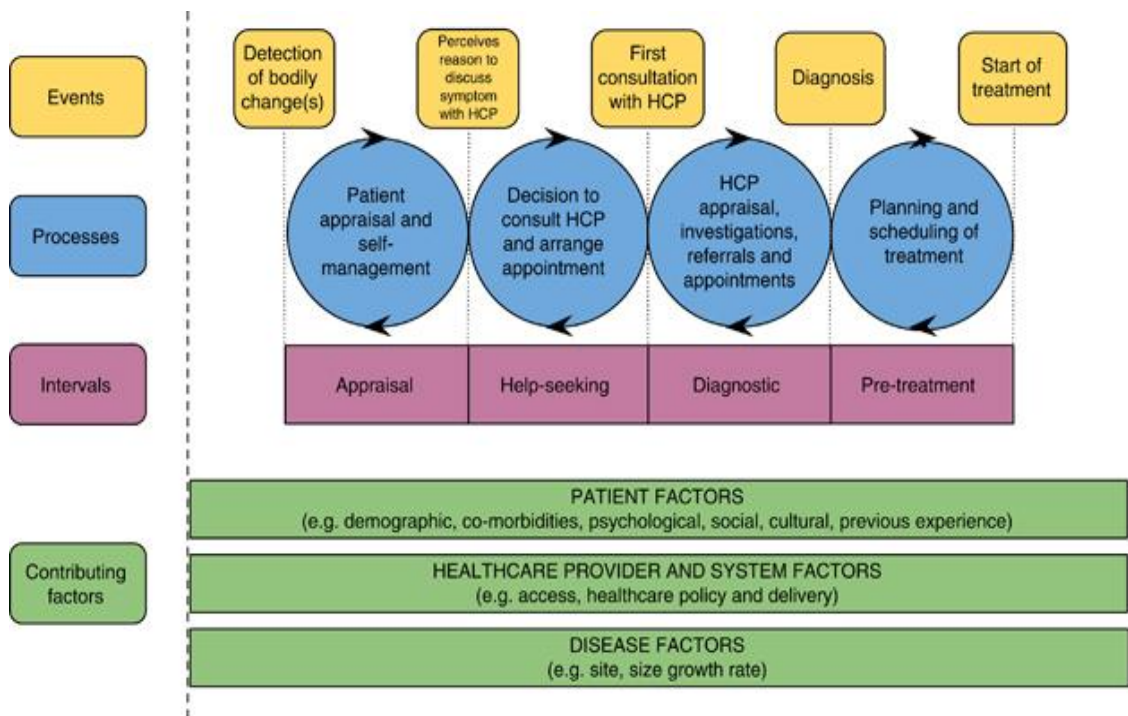 Events
Detection
of bodily
change(s)
Perceives
reason to
discuss
symptom
with HCP
First
consultation
with HCP
Diagnosis
Start of
treatment
Processes
Patient
appraisal and
self-
management
Decision to
consult HCP
and arrange
appointment
HCP
appraisal,
investigations,
referrals and
appointments
Planning and
scheduling of
treatment
Intervals
Appraisal
Help-seeking
Diagnostic
Pre-treatment
Contributing
factors
PATIENT FACTORS
(e.g. demographic, co-morbidities, psychological, social, cultural, previous experience)
HEALTHCARE PROVIDER AND SYSTEM FACTORS
(e.g. access, healthcare policy and delivery)
DISEASE FACTORS
(e.g. site, size growth rate)